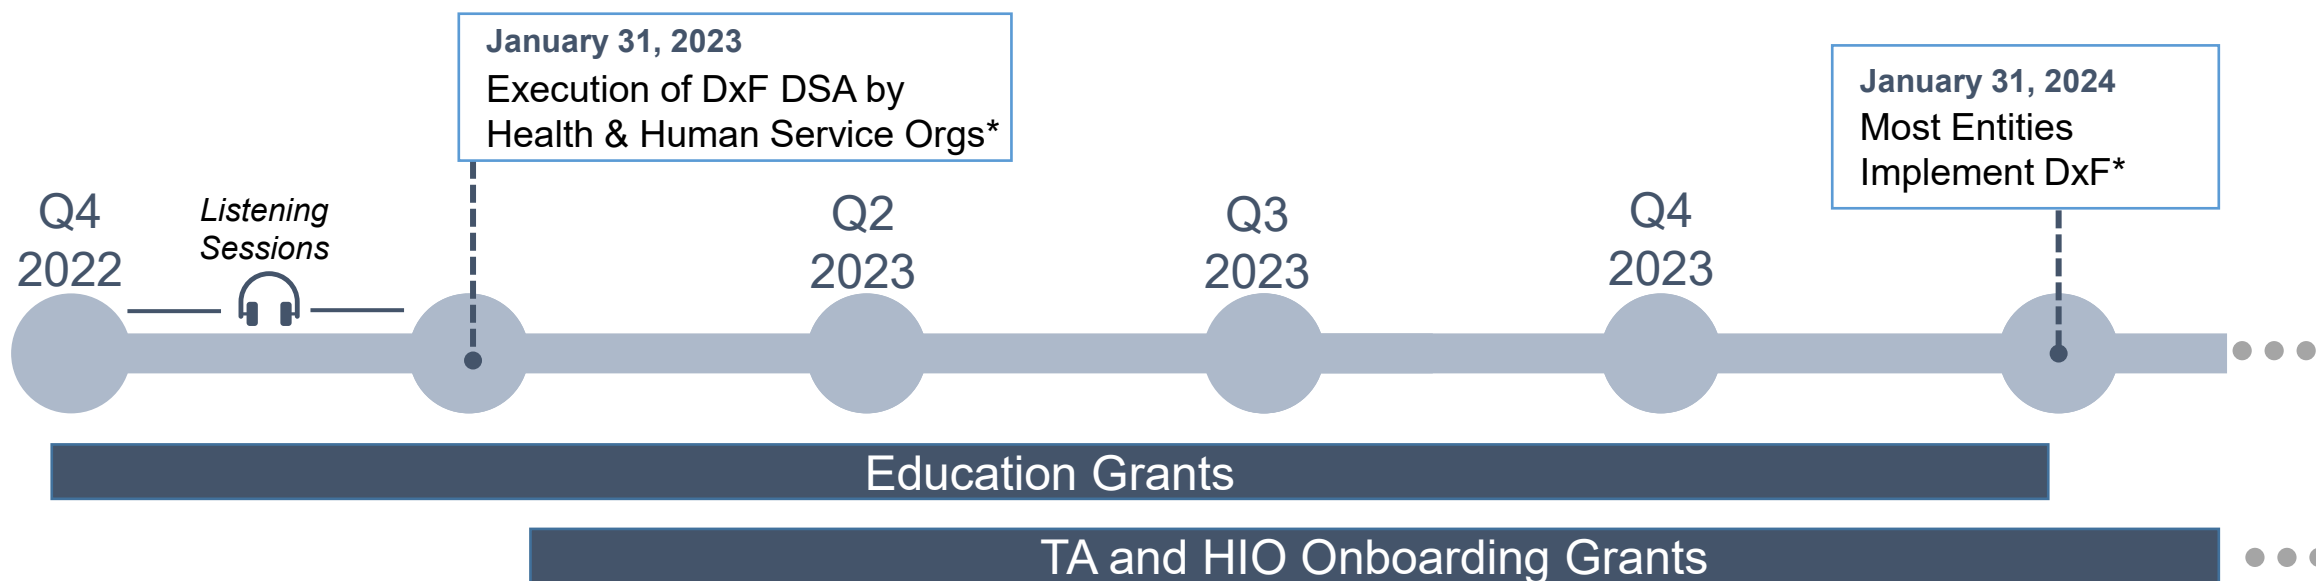 January 31, 2023
Execution of DxF DSA by
Health & Human Service Orgs*
January 31, 2024
Most Entities
Implement DxF*
Q4
2022
Listening
Sessions
Q2
2023
Q3
2023
Q4
2023
Education Grants
TA and HIO Onboarding Grants